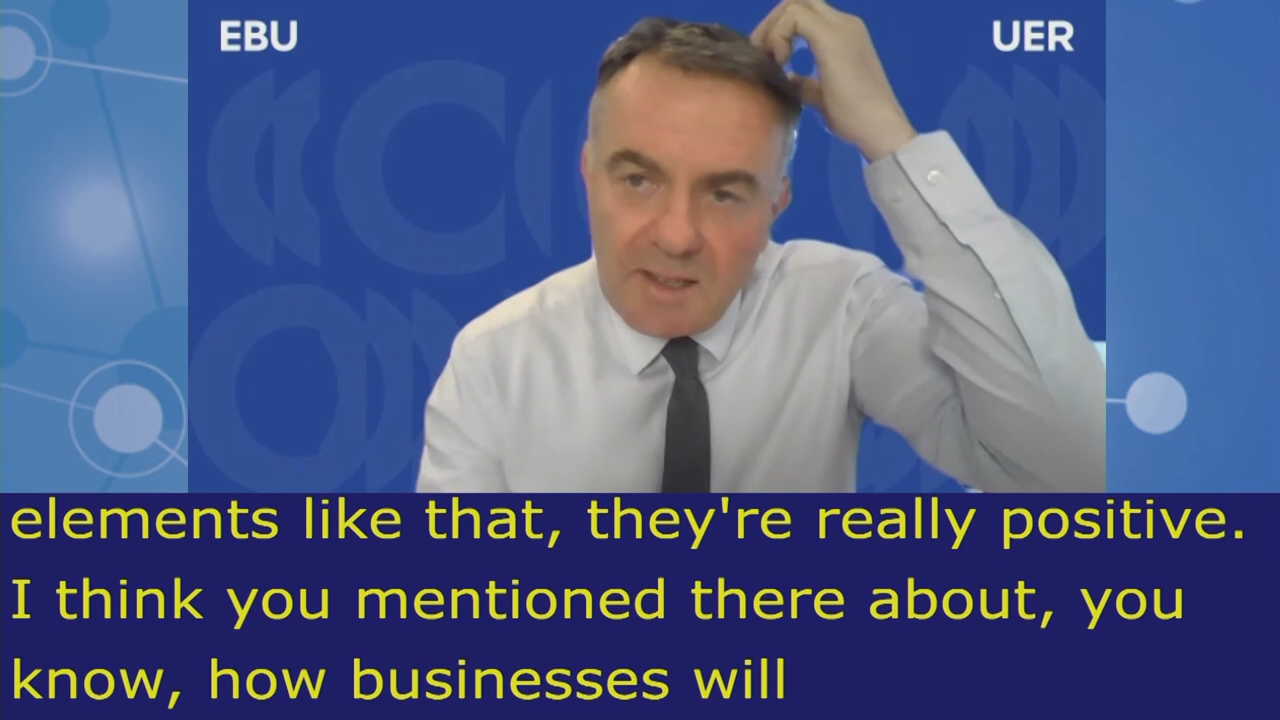 EBU
UER
elements like that, they're really positive.
I think you mentioned there about, you
know, how businesses will